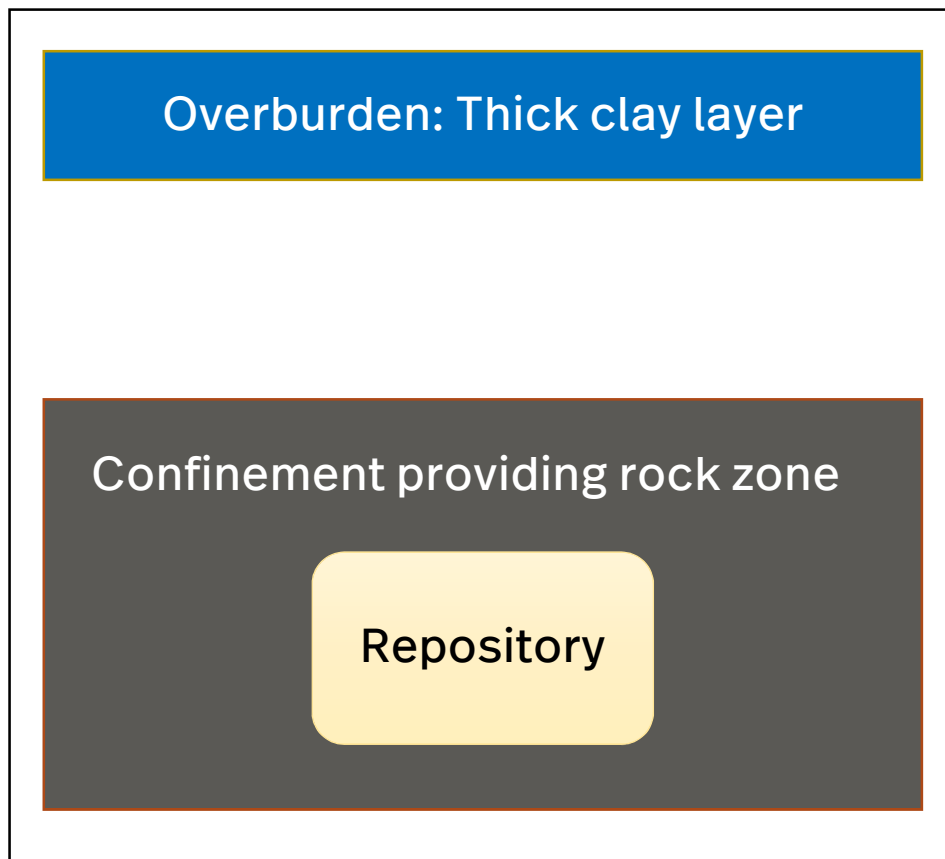 Overburden: Thick clay layer
Confinement providing rock zone
Repository